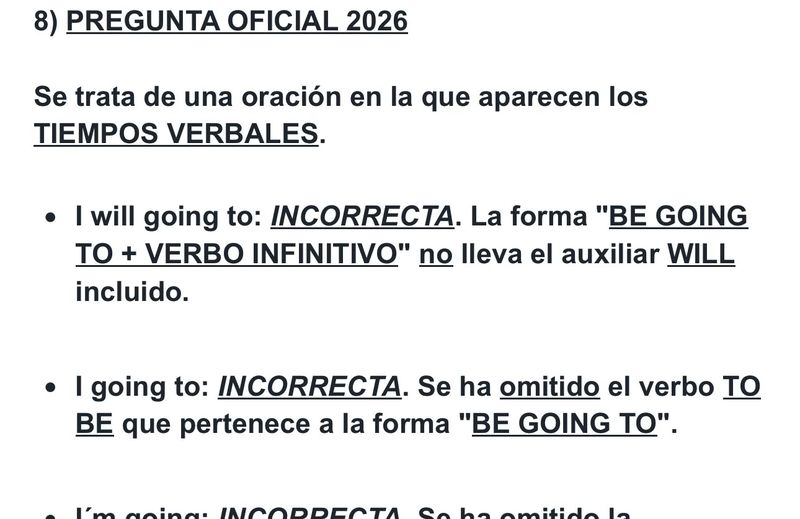 8) PREGUNTA OFICIAL 2026
Se trata de una oración en la que aparecen los
TIEMPOS VERBALES.
• I will going to: INCORRECTA. La forma "BE GOING
TO + VERBO INFINITIVO" no lleva el auxiliar WILL
incluido.
• I going to: INCORRECTA. Se ha omitido el verbo TO
BE que pertenece a la forma "BE GOING TO".
• I´m going: INCORRECTA. Se ha omitido la